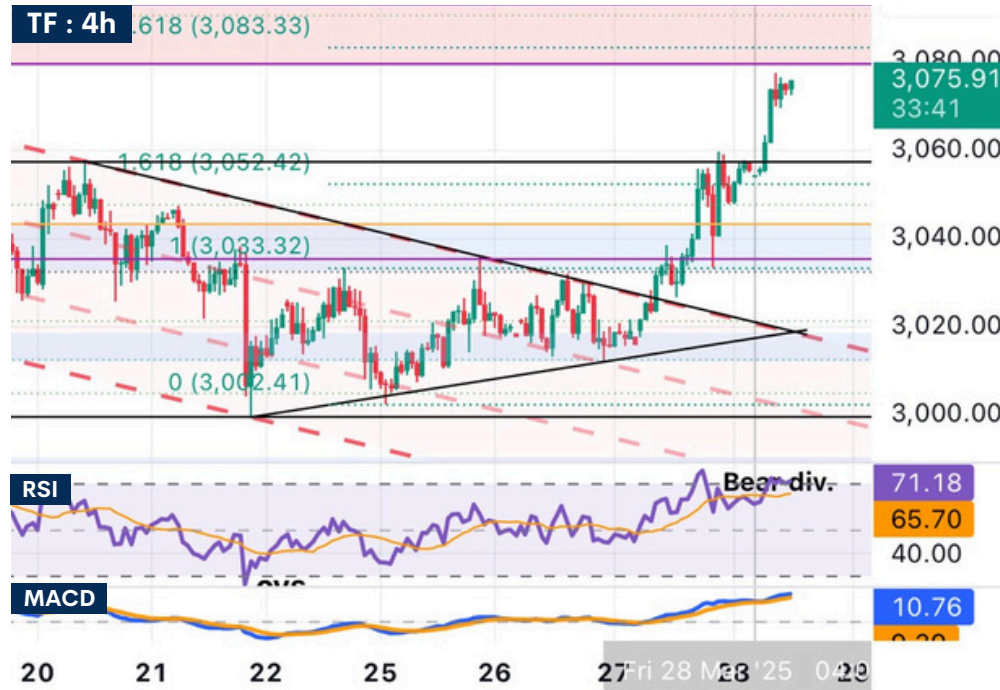 TF : 4h
.618 (3,083.33)
3,080.00
3,075.91
33:41
3,060.00
1.618 (3,052.42)
3,040.00
1 (3,033.32)
3,020.00
0 (3,002.41)
3,000.00
RSI
Bear div.
71.18
65.70
40.00
MACD
10.76
20 21 22 25 26 27 28 29
Fri 28 Mar '25